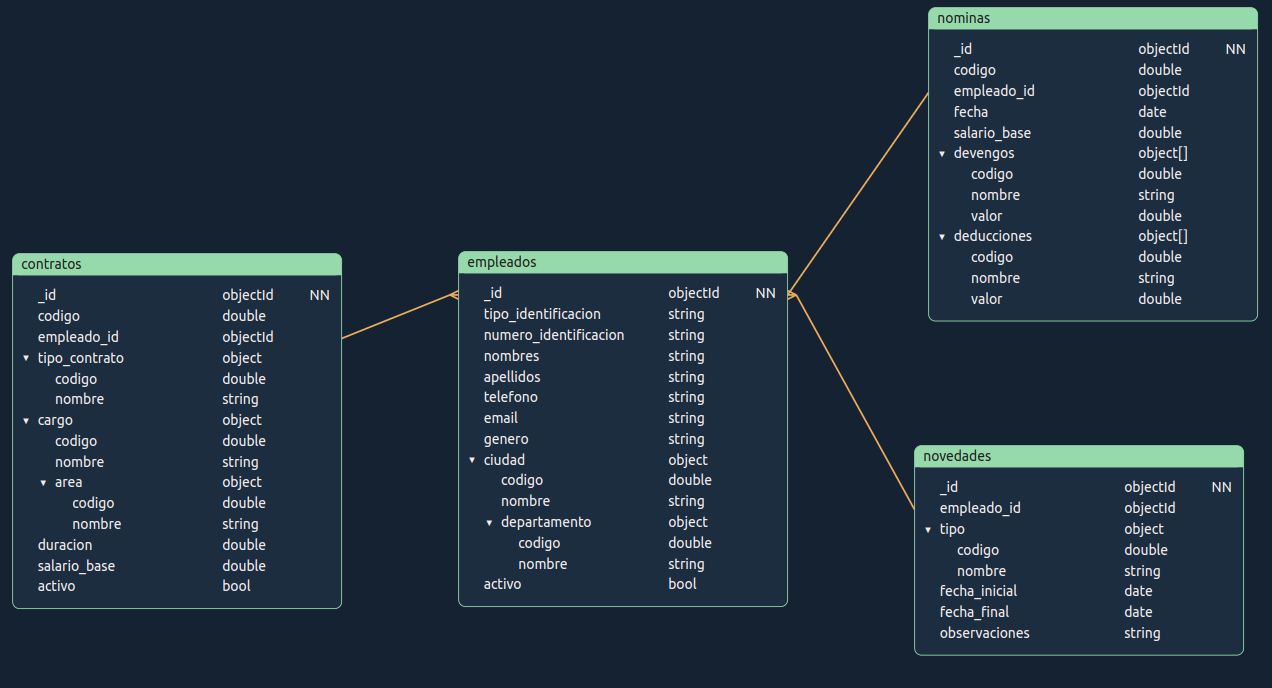 contratos
_id objectId NN
codigo double
empleado_id objectId
tipo_contrato object
codigo double
nombre string
cargo object
codigo double
nombre string
area object
codigo double
nombre string
duracion double
salario_base double
activo bool
empleados
_id objectId NN
tipo_identificacion string
numero_identificacion string
nombres string
apellidos string
telefono string
email string
genero string
ciudad object
codigo double
nombre string
departamento object
codigo double
nombre string
activo bool
nominas
_id objectId NN
codigo double
empleado_id objectId
fecha date
salario_base double
devengos object[]
codigo double
nombre string
valor double
deducciones object[]
codigo double
nombre string
valor double
novedades
_id objectId NN
empleado_id objectId
tipo object
codigo double
nombre string
fecha_inicial date
fecha_final date
observaciones string